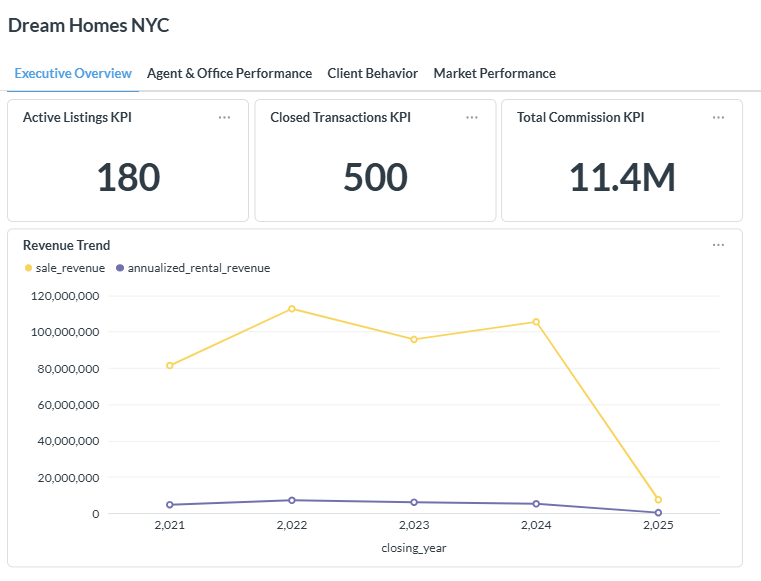 Dream Homes NYC
Executive Overview Agent & Office Performance Client Behavior Market Performance
Active Listings KPI ... Closed Transactions KPI ... Total Commission KPI ...
180 500 11.4M
Revenue Trend ...
sale_revenue annualized_rental_revenue
120,000,000
100,000,000
80,000,000
60,000,000
40,000,000
20,000,000
0
2,021 2,022 2,023 2,024 2,025
closing_year